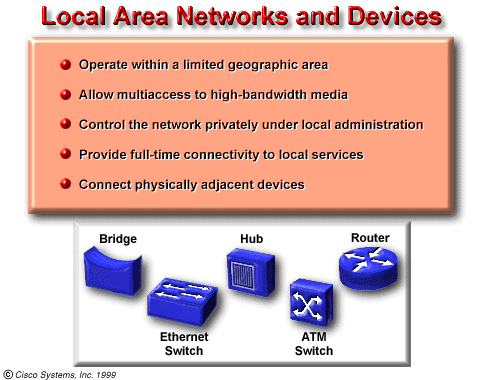 Local Area Networks and Devices
Operate within a limited geographic area
Allow multiaccess to high-bandwidth media
Control the network privately under local administration
Provide full-time connectivity to local services
Connect physically adjacent devices
Bridge
Hub
Router
Ethernet
Switch
ATM
Switch
© Cisco Systems, Inc. 1999